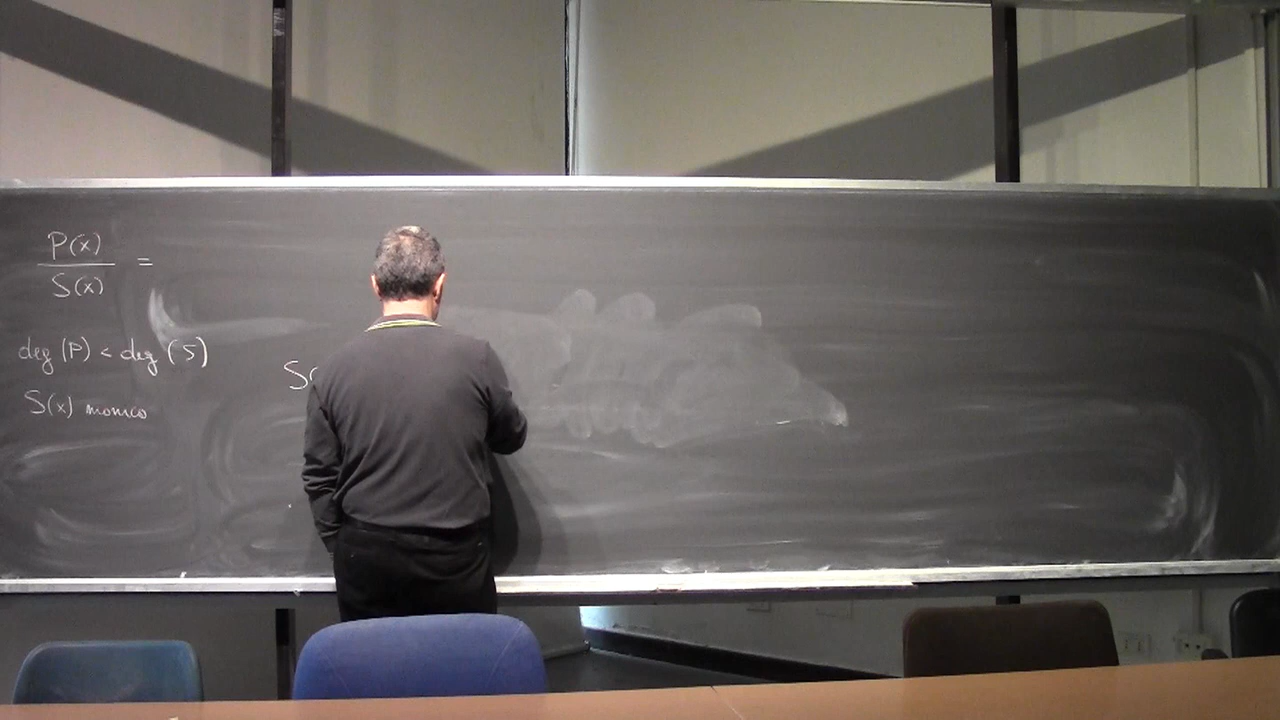 P(x)
S(x) =
deg (P) < deg (S)
S(x) monico
S(